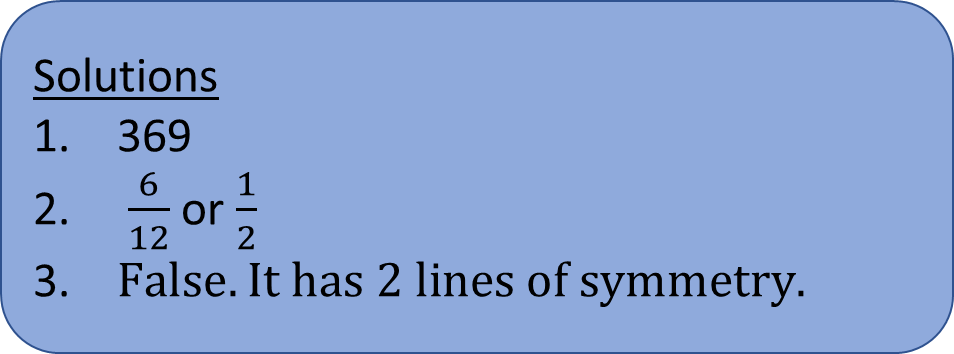 Solutions
1. 369
2. 6/12 or 1/2
3. False. It has 2 lines of symmetry.